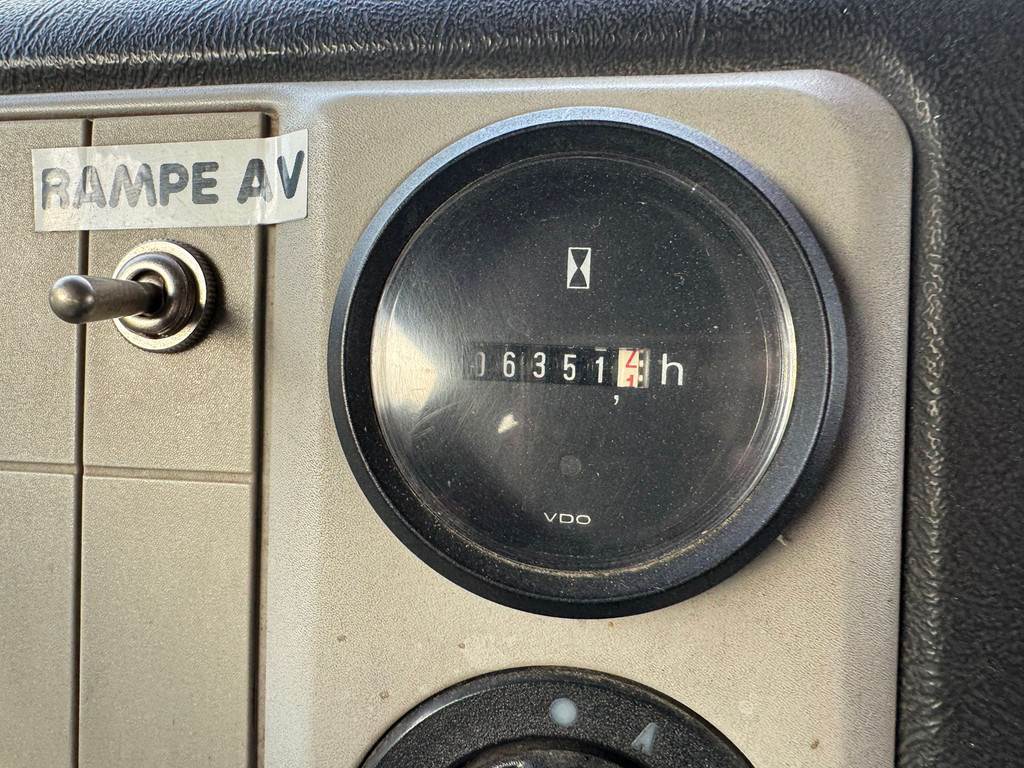 RAMPE AV
06351, h
VDO
A